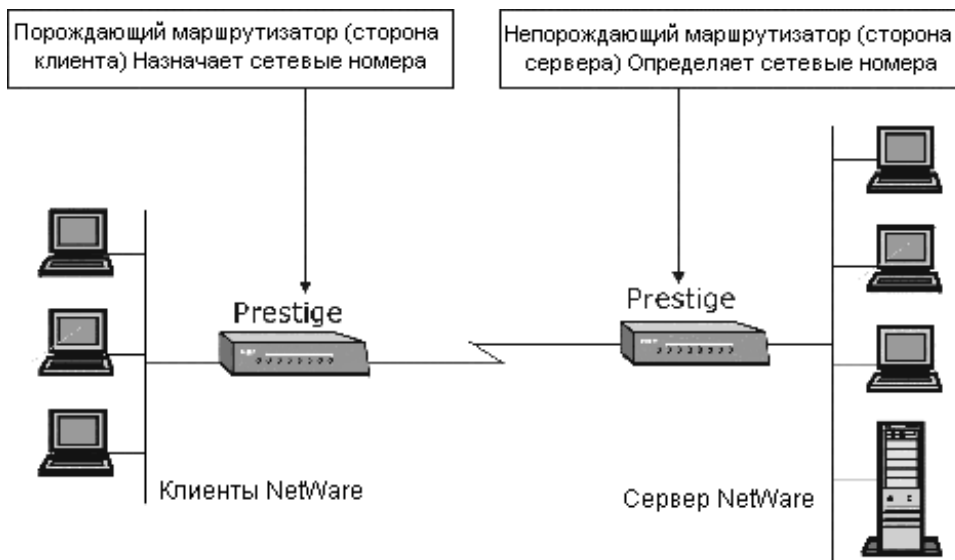 Порождающий маршрутизатор (сторона
клиента) Назначает сетевые номера
Непорождающий маршрутизатор (сторона
сервера) Определяет сетевые номера
Prestige
Prestige
Клиенты NetWare
Сервер NetWare